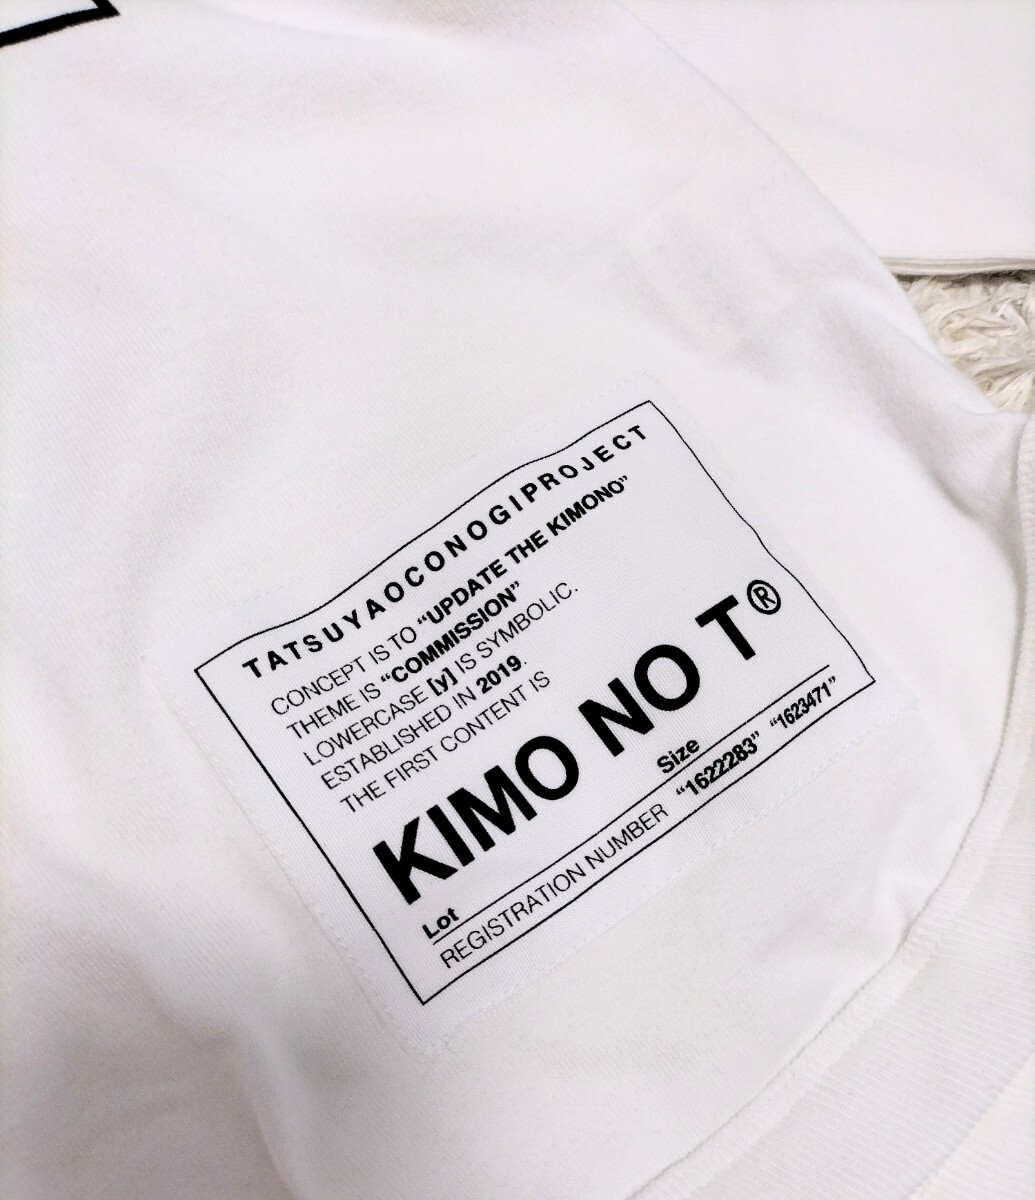 TATSUYAOCONOGIPROJECT
CONCEPT IS TO “UPDATE THE KIMONO”
THEME IS “COMMISSION”
LOWERCASE [y] IS SYMBOLIC.
ESTABLISHED IN 2019.
THE FIRST CONTENT IS
KIMO NO T®
Lot Size
REGISTRATION NUMBER “1622283” “1623471”